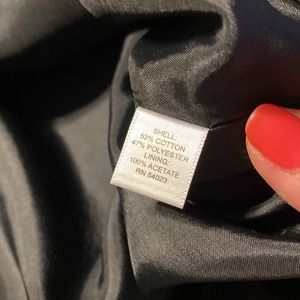 SHELL:
53% COTTON
47% POLYESTER
LINING:
100% ACETATE
RN 54023